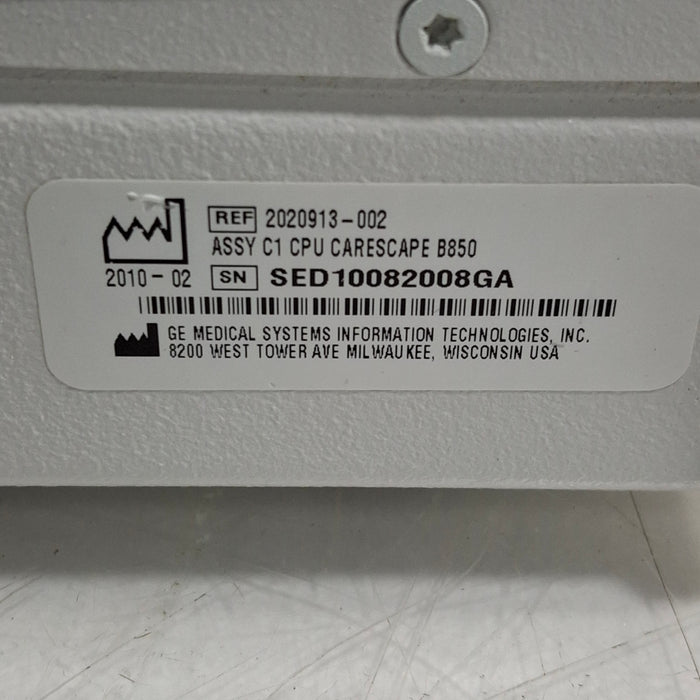 REF 2020913-002
ASSY C1 CPU CARESCAPE B850
2010-02 SN SED10082008GA
GE MEDICAL SYSTEMS INFORMATION TECHNOLOGIES, INC.
8200 WEST TOWER AVE MILWAUKEE, WISCONSIN USA